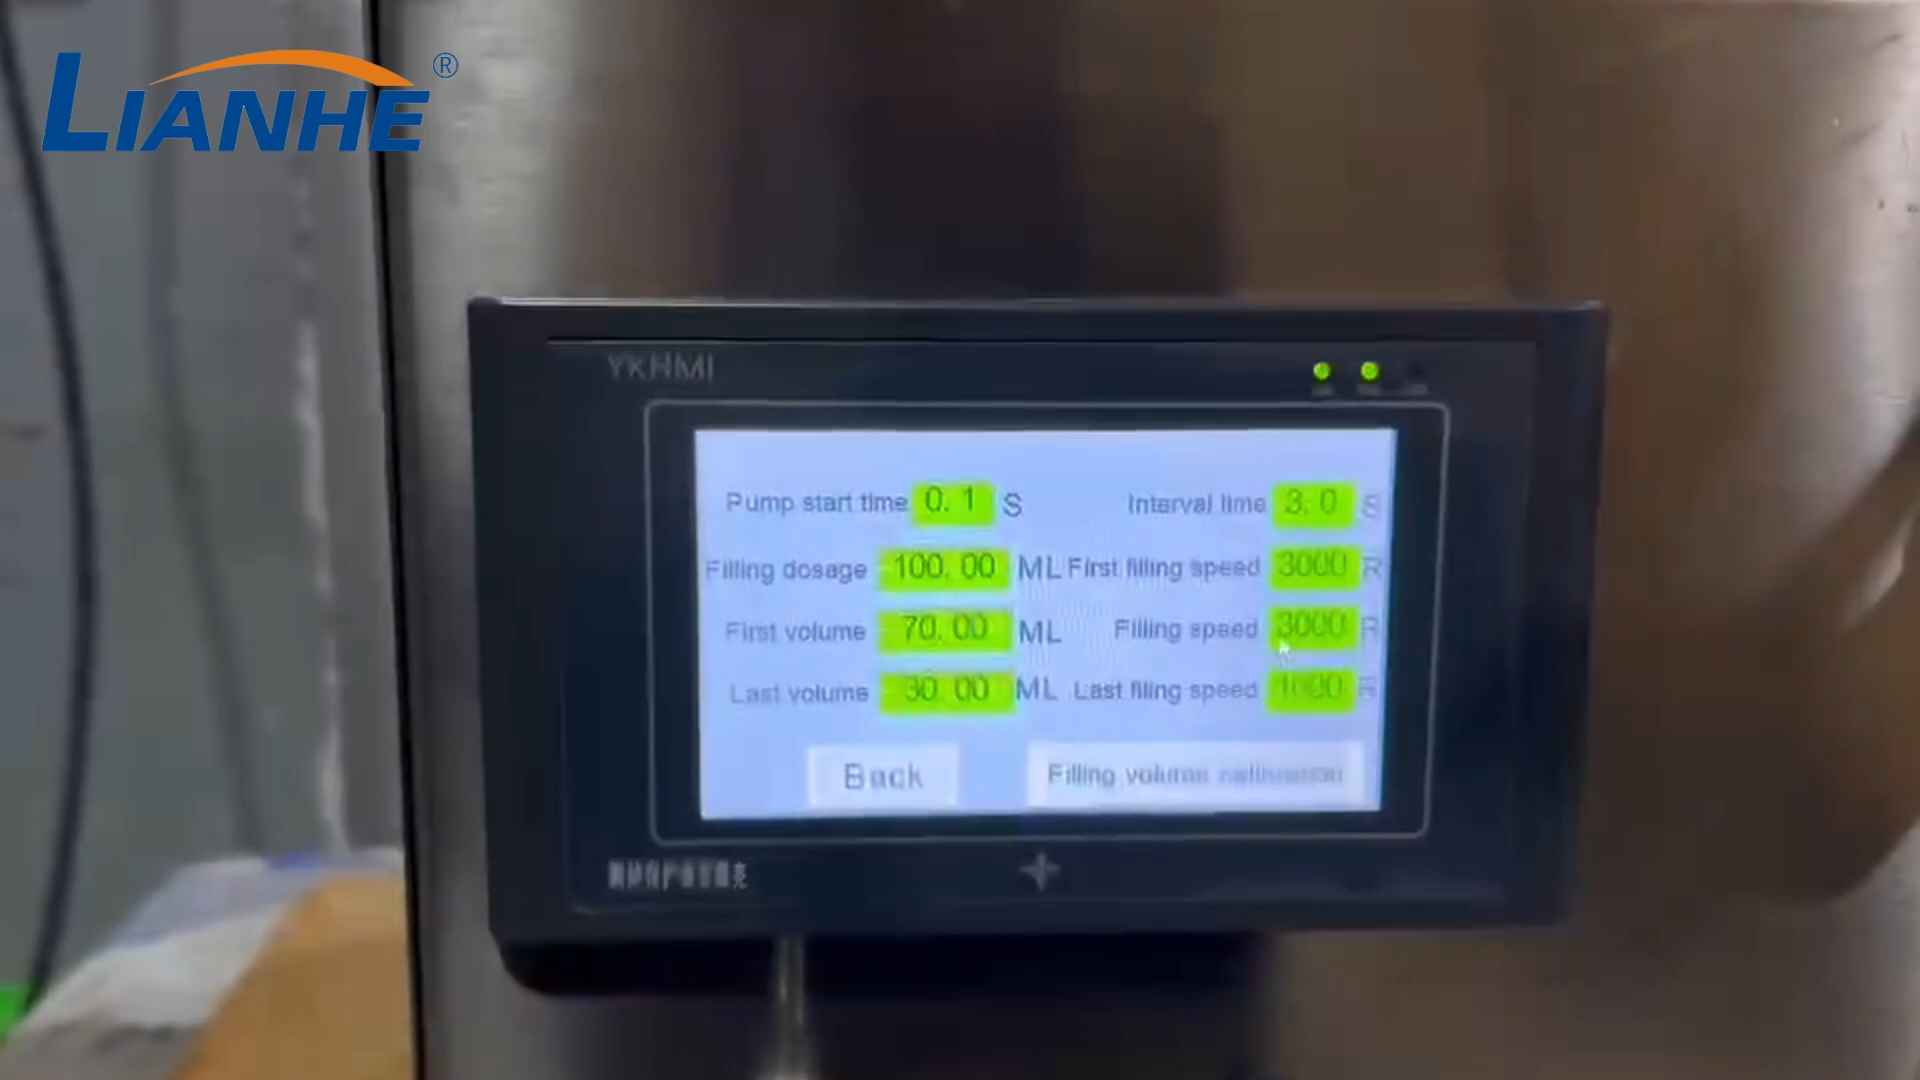 LIANHE®
YKHMI
Pump start time 0.1 S Interval time 3.0 S
Filling dosage 100.00 ML First filling speed 3000 R
First volume 70.00 ML Filling speed 3000 R
Last volume 30.00 ML Last filling speed 1000 R
Back Filling volume calibration